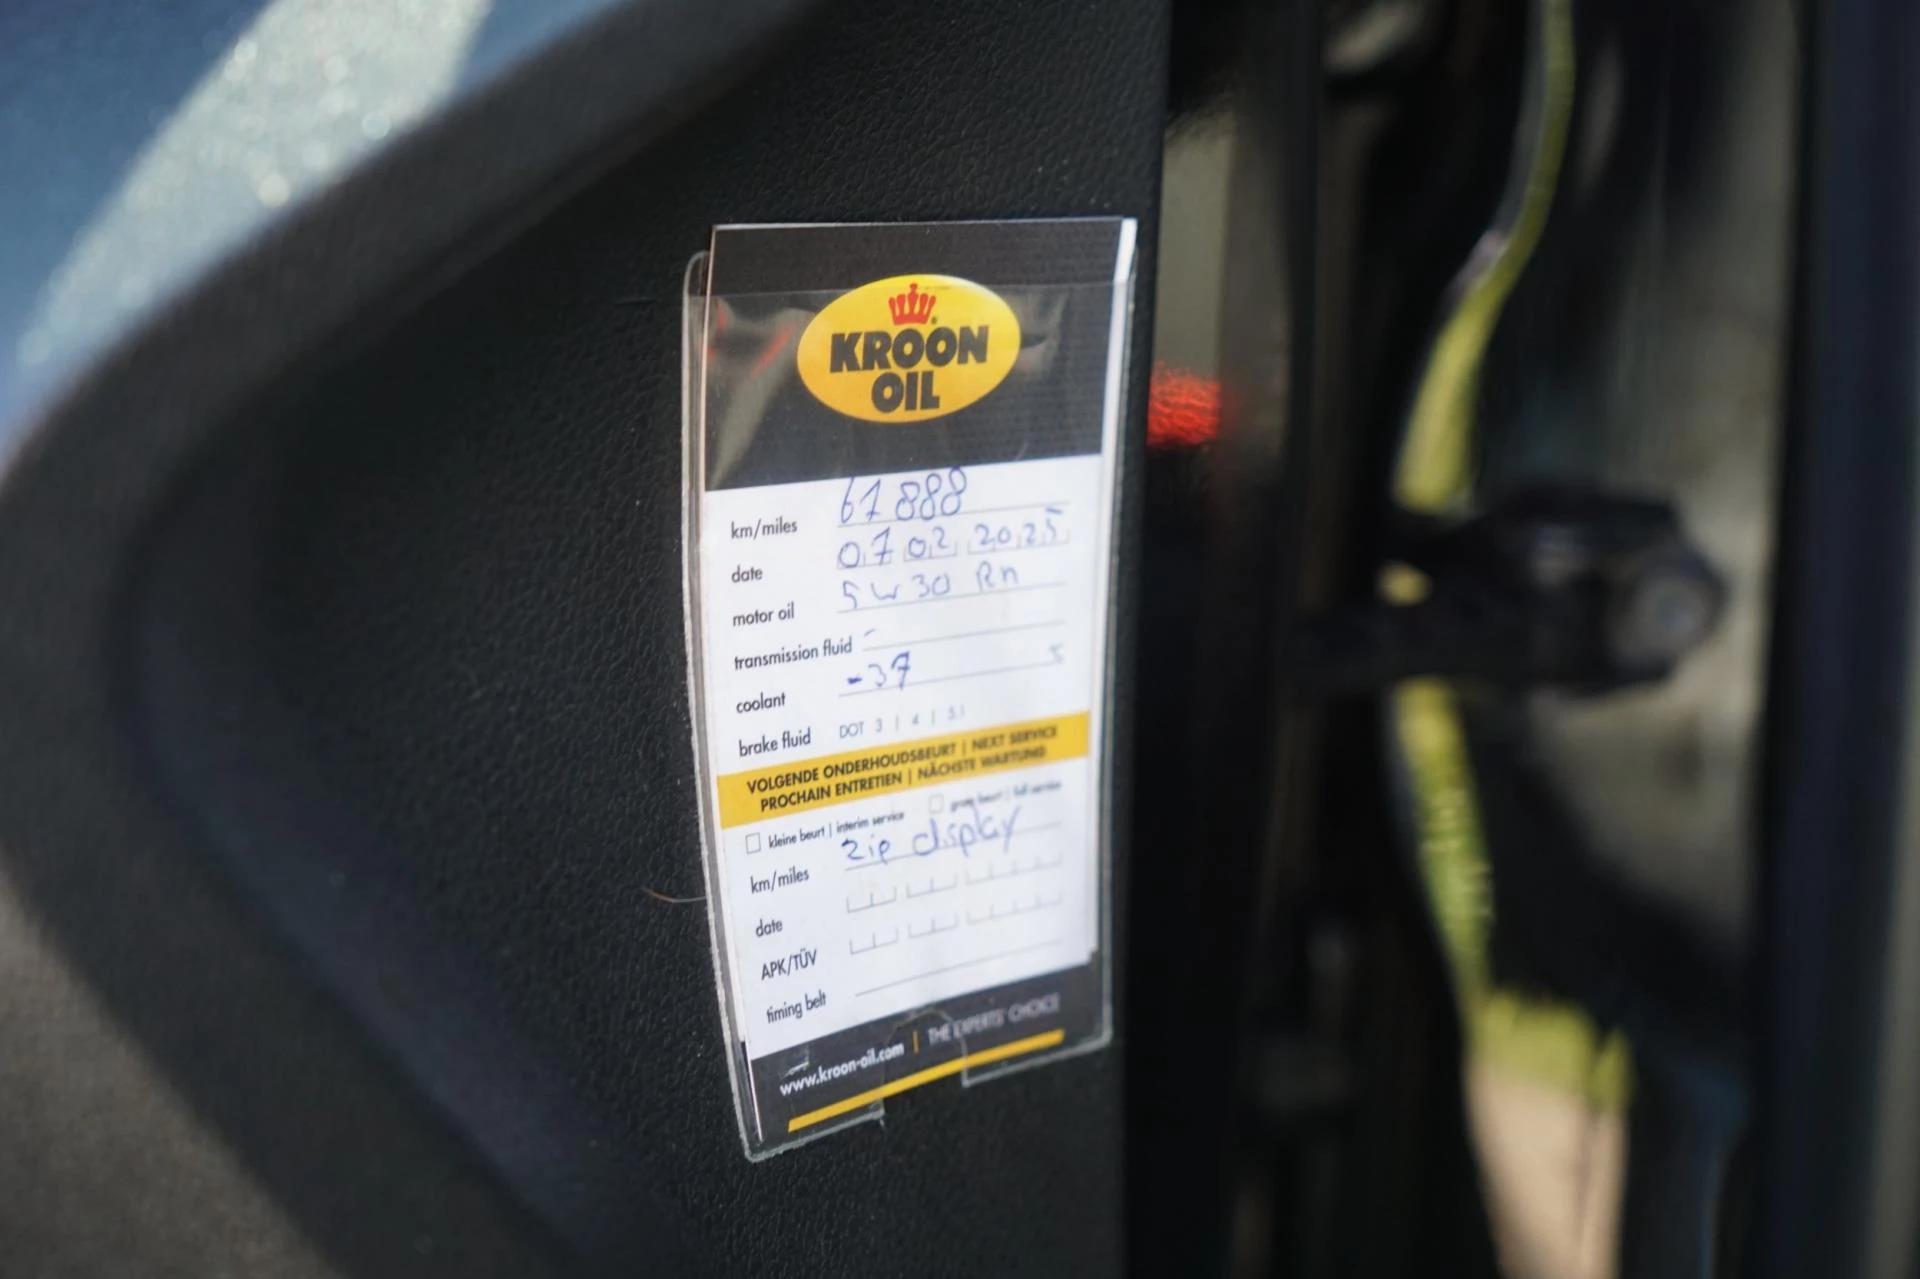 KROON
OIL
km/miles 67888
date 07 02 2025
motor oil 5W30 Rn
transmission fluid -
coolant -37
brake fluid DOT 3 | 4 | 5.1
VOLGENDE ONDERHOUDSBEURT | NEXT SERVICE
PROCHAIN ENTRETIEN | NÄCHSTE WARTUNG
kleine beurt | interim service grote beurt | full service
km/miles zie display
date
APK/TÜV
timing belt
www.kroon-oil.com | THE EXPERTS' CHOICE